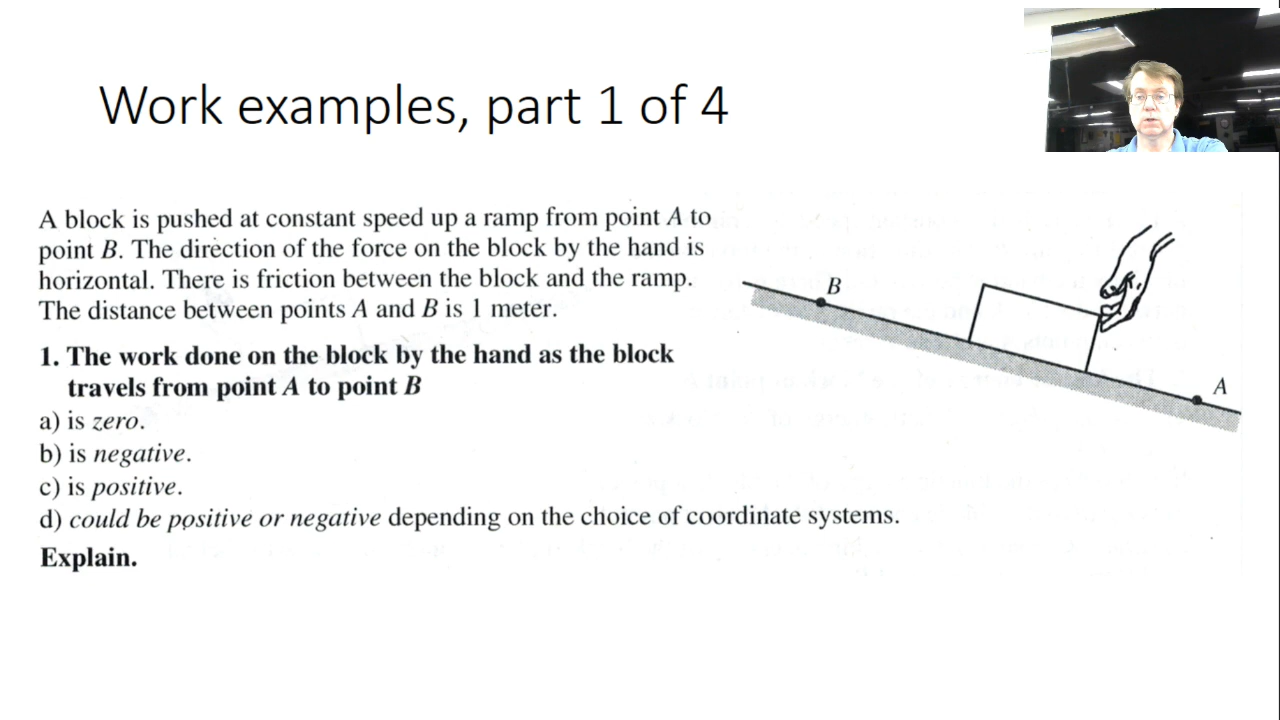 Work examples, part 1 of 4
A block is pushed at constant speed up a ramp from point A to
point B. The direction of the force on the block by the hand is
horizontal. There is friction between the block and the ramp.
The distance between points A and B is 1 meter.
1. The work done on the block by the hand as the block
travels from point A to point B
a) is zero.
b) is negative.
c) is positive.
d) could be positive or negative depending on the choice of coordinate systems.
Explain.
B
A